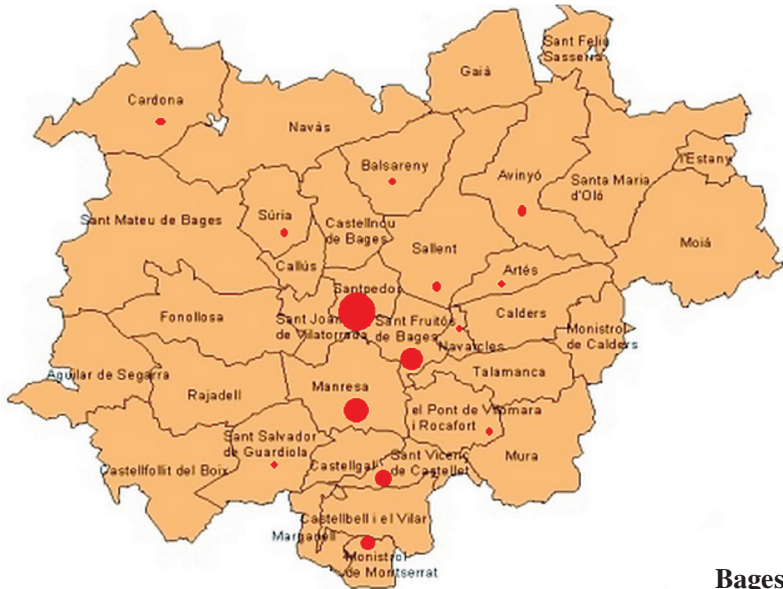 Sant Feliu
Sasserra
Gaià
Cardona
Navàs
Balsareny
l'Estany
Avinyó
Santa Maria
d'Oló
Súria
Sant Mateu de Bages
Castellnou
de Bages
Sallent
Moià
Callús
Artés
Santpedor
Fonollosa
Sant Joan
de Vilatorrada
Sant Fruitós
de Bages
Calders
Navarcles
Monistrol
de Calders
Aguilar de Segarra
Rajadell
Manresa
Talamanca
el Pont de Vilomara
i Rocafort
Sant Salvador
de Guardiola
Castellfollit del Boix
Castellgalí
Sant Vicenç
de Castellet
Mura
Castellbell i el Vilar
Marganell
Monistrol
de Montserrat
Bages